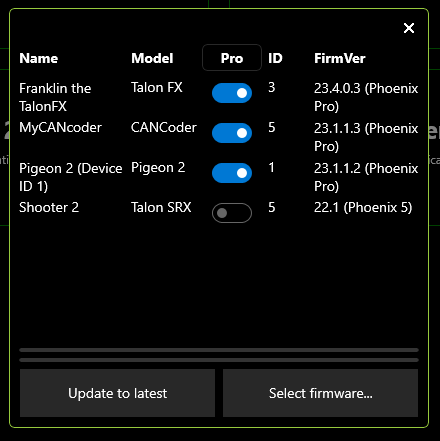 Name Model Pro ID FirmVer
Franklin the Talon FX 3 23.4.0.3 (Phoenix
TalonFX Pro)
MyCANcoder CANCoder 5 23.1.1.3 (Phoenix
Pro)
Pigeon 2 (Device Pigeon 2 1 23.1.1.2 (Phoenix
ID 1) Pro)
Shooter 2 Talon SRX 5 22.1 (Phoenix 5)
Update to latest Select firmware...